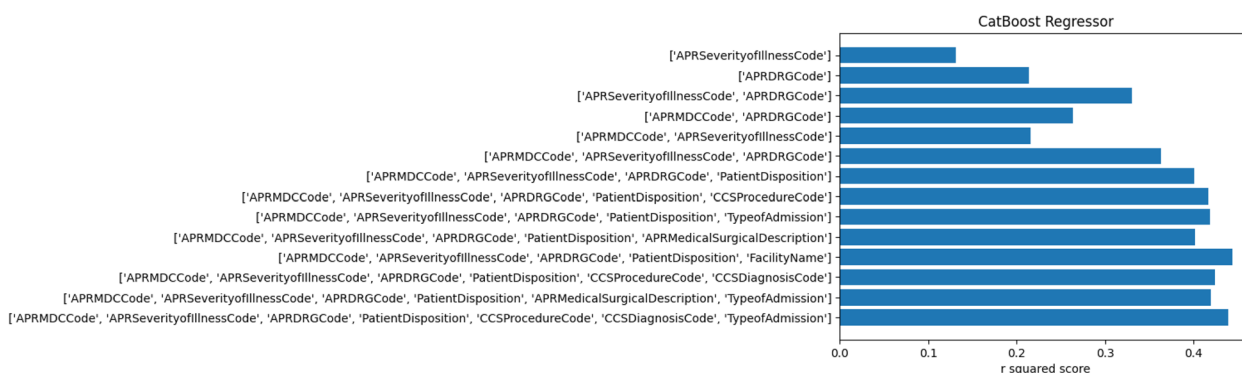 CatBoost Regressor
['APRSeverityofIllnessCode']
['APRDRGCode']
['APRSeverityofIllnessCode', 'APRDRGCode']
['APRMDCCode', 'APRDRGCode']
['APRMDCCode', 'APRSeverityofIllnessCode']
['APRMDCCode', 'APRSeverityofIllnessCode', 'APRDRGCode']
['APRMDCCode', 'APRSeverityofIllnessCode', 'APRDRGCode', 'PatientDisposition']
['APRMDCCode', 'APRSeverityofIllnessCode', 'APRDRGCode', 'PatientDisposition', 'CCSProcedureCode']
['APRMDCCode', 'APRSeverityofIllnessCode', 'APRDRGCode', 'PatientDisposition', 'TypeofAdmission']
['APRMDCCode', 'APRSeverityofIllnessCode', 'APRDRGCode', 'PatientDisposition', 'APRMedicalSurgicalDescription']
['APRMDCCode', 'APRSeverityofIllnessCode', 'APRDRGCode', 'PatientDisposition', 'FacilityName']
['APRMDCCode', 'APRSeverityofIllnessCode', 'APRDRGCode', 'PatientDisposition', 'CCSProcedureCode', 'CCSDiagnosisCode']
['APRMDCCode', 'APRSeverityofIllnessCode', 'APRDRGCode', 'PatientDisposition', 'APRMedicalSurgicalDescription', 'TypeofAdmission']
['APRMDCCode', 'APRSeverityofIllnessCode', 'APRDRGCode', 'PatientDisposition', 'CCSProcedureCode', 'CCSDiagnosisCode', 'TypeofAdmission']
0.0 0.1 0.2 0.3 0.4
r squared score